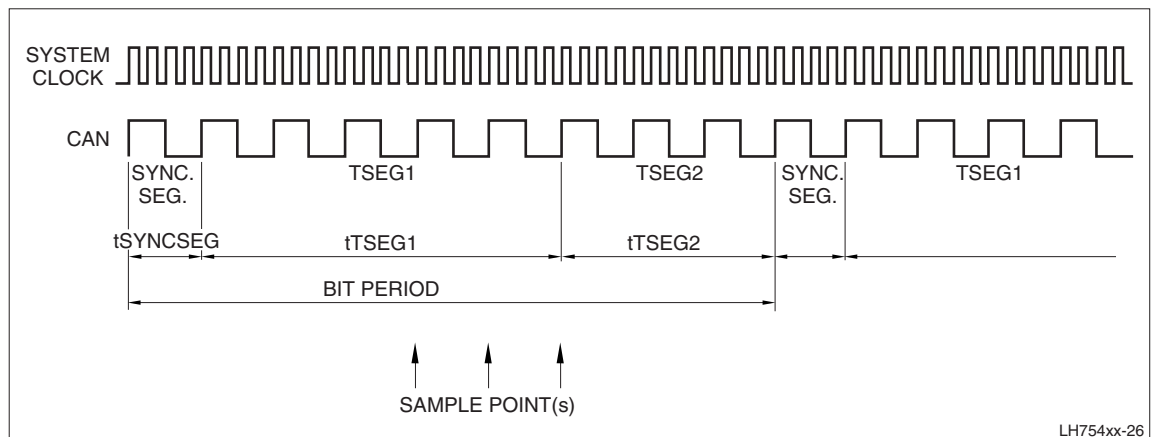 SYSTEM
CLOCK
CAN
SYNC.
SEG.
TSEG1
TSEG2
SYNC.
SEG.
TSEG1
tSYNCSEG
tTSEG1
tTSEG2
BIT PERIOD
SAMPLE POINT(s)
LH754xx-26